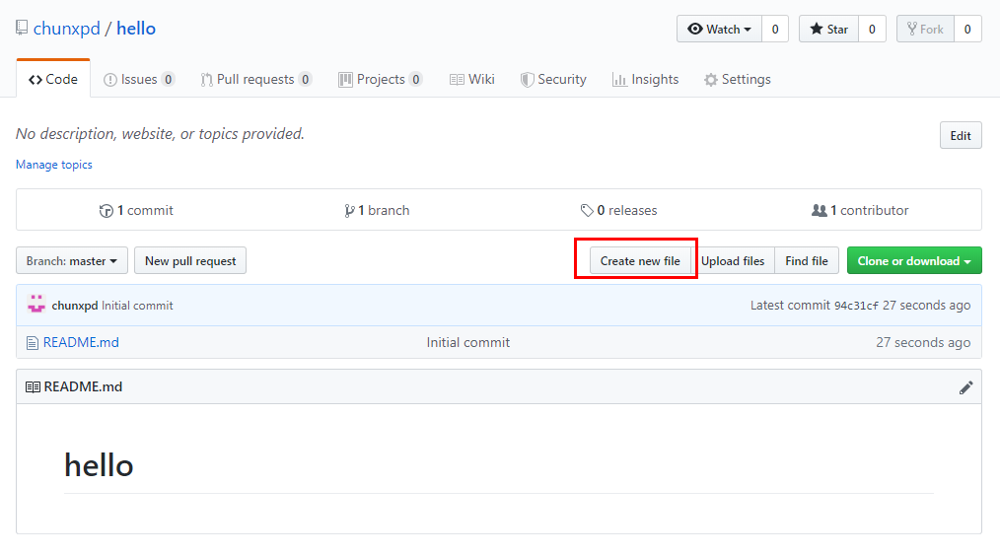 chunxpd / hello
Watch 0 Star 0 Fork 0
Code Issues 0 Pull requests 0 Projects 0 Wiki Security Insights Settings
No description, website, or topics provided.
Edit
Manage topics
1 commit 1 branch 0 releases 1 contributor
Branch: master New pull request Create new file Upload files Find file Clone or download
chunxpd Initial commit Latest commit 94c31cf 27 seconds ago
README.md Initial commit 27 seconds ago
README.md
hello